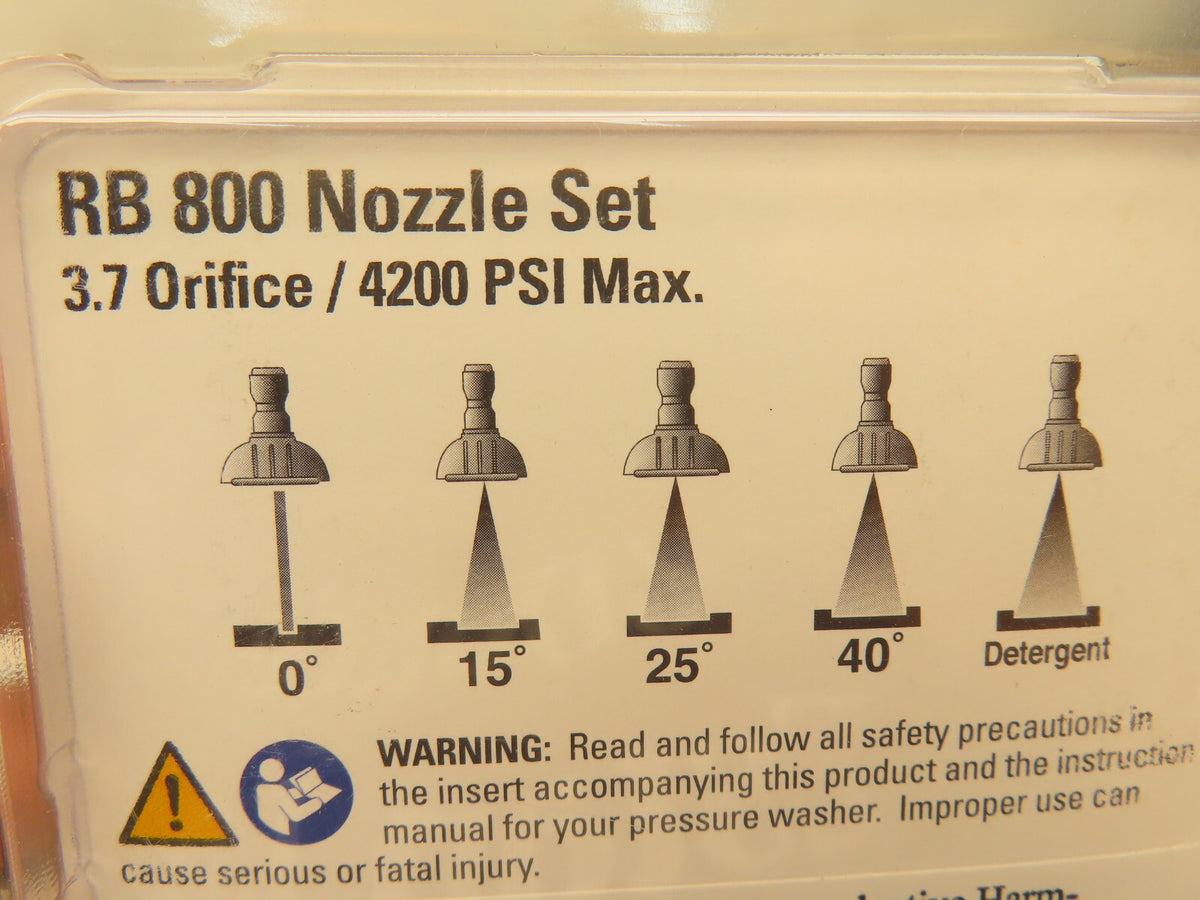 RB 800 Nozzle Set
3.7 Orifice / 4200 PSI Max.
0° 15° 25° 40° Detergent
WARNING: Read and follow all safety precautions in
the insert accompanying this product and the instruction
manual for your pressure washer. Improper use can
cause serious or fatal injury.
Harm-